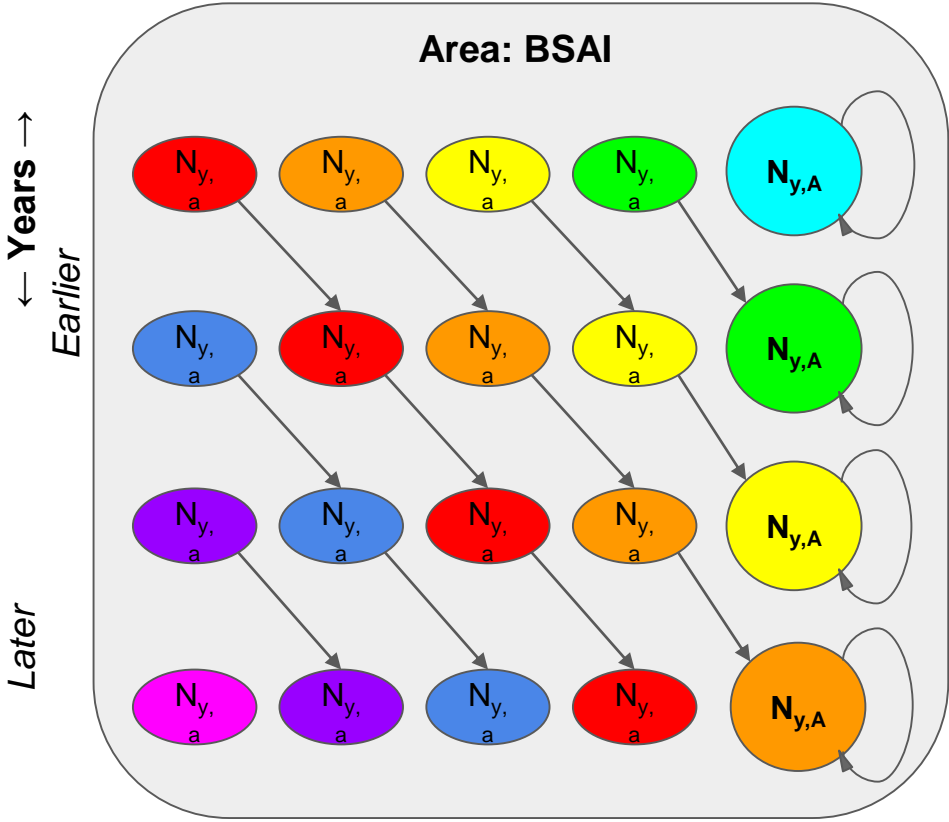 Area: BSAI
← Years →
Earlier
Later
N y, a N y, a N y, a N y, a N y,A
N y, a N y, a N y, a N y, a N y,A
N y, a N y, a N y, a N y, a N y,A
N y, a N y, a N y, a N y, a N y,A